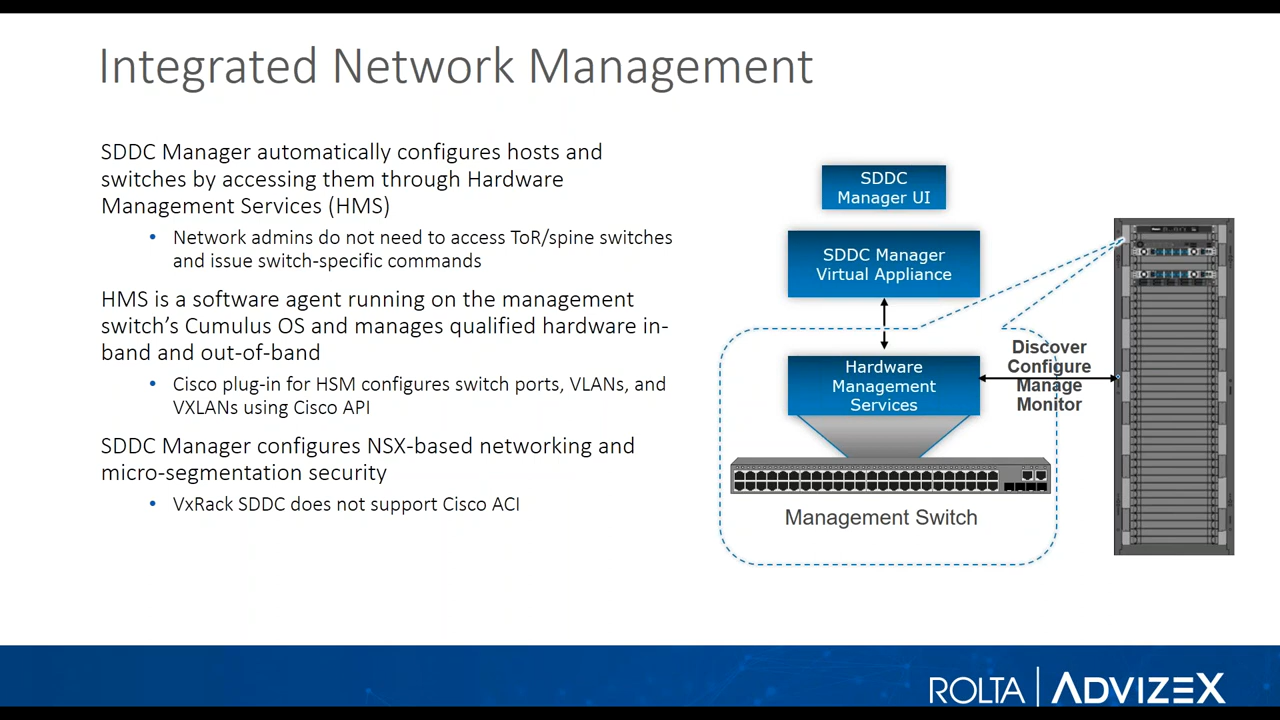 Integrated Network Management
SDDC Manager automatically configures hosts and
switches by accessing them through Hardware
Management Services (HMS)
• Network admins do not need to access ToR/spine switches
and issue switch-specific commands
HMS is a software agent running on the management
switch’s Cumulus OS and manages qualified hardware in-
band and out-of-band
• Cisco plug-in for HSM configures switch ports, VLANs, and
VXLANs using Cisco API
SDDC Manager configures NSX-based networking and
micro-segmentation security
• VxRack SDDC does not support Cisco ACI
SDDC
Manager UI
SDDC Manager
Virtual Appliance
Hardware
Management
Services
Discover
Configure
Manage
Monitor
Management Switch
ROLTA | ADVIZEX